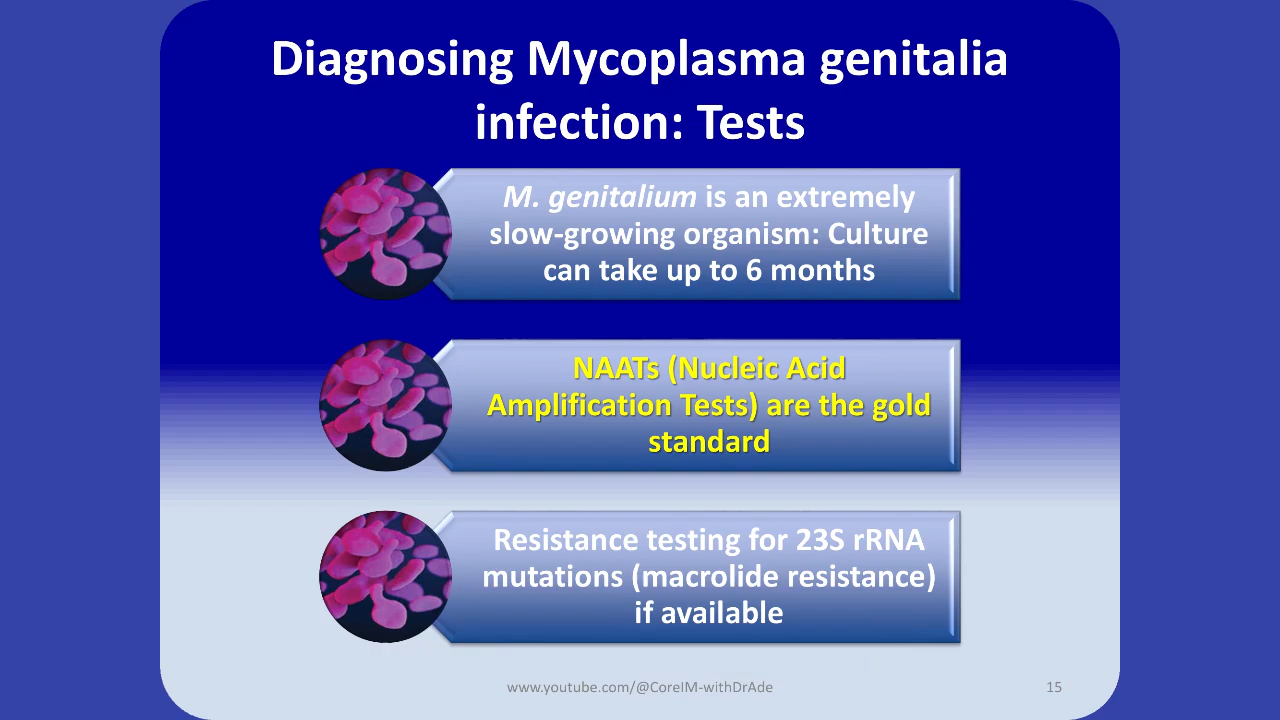 Diagnosing Mycoplasma genitalia
infection: Tests
M. genitalium is an extremely
slow-growing organism: Culture
can take up to 6 months
NAATs (Nucleic Acid
Amplification Tests) are the gold
standard
Resistance testing for 23S rRNA
mutations (macrolide resistance)
if available
www.youtube.com/@CoreIM-withDrAde
15